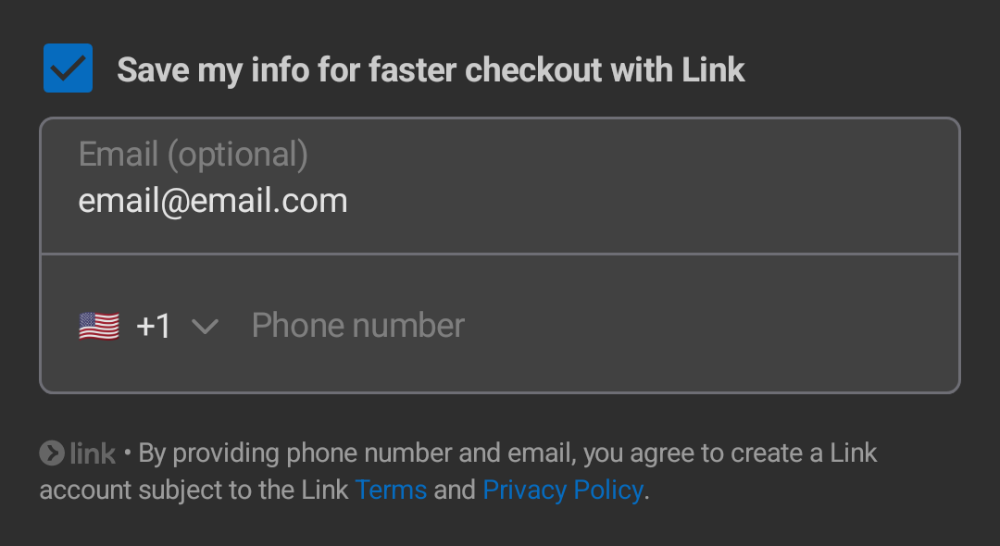 Save my info for faster checkout with Link
Email (optional)
email@email.com
+1 Phone number
link • By providing phone number and email, you agree to create a Link
account subject to the Link Terms and Privacy Policy.